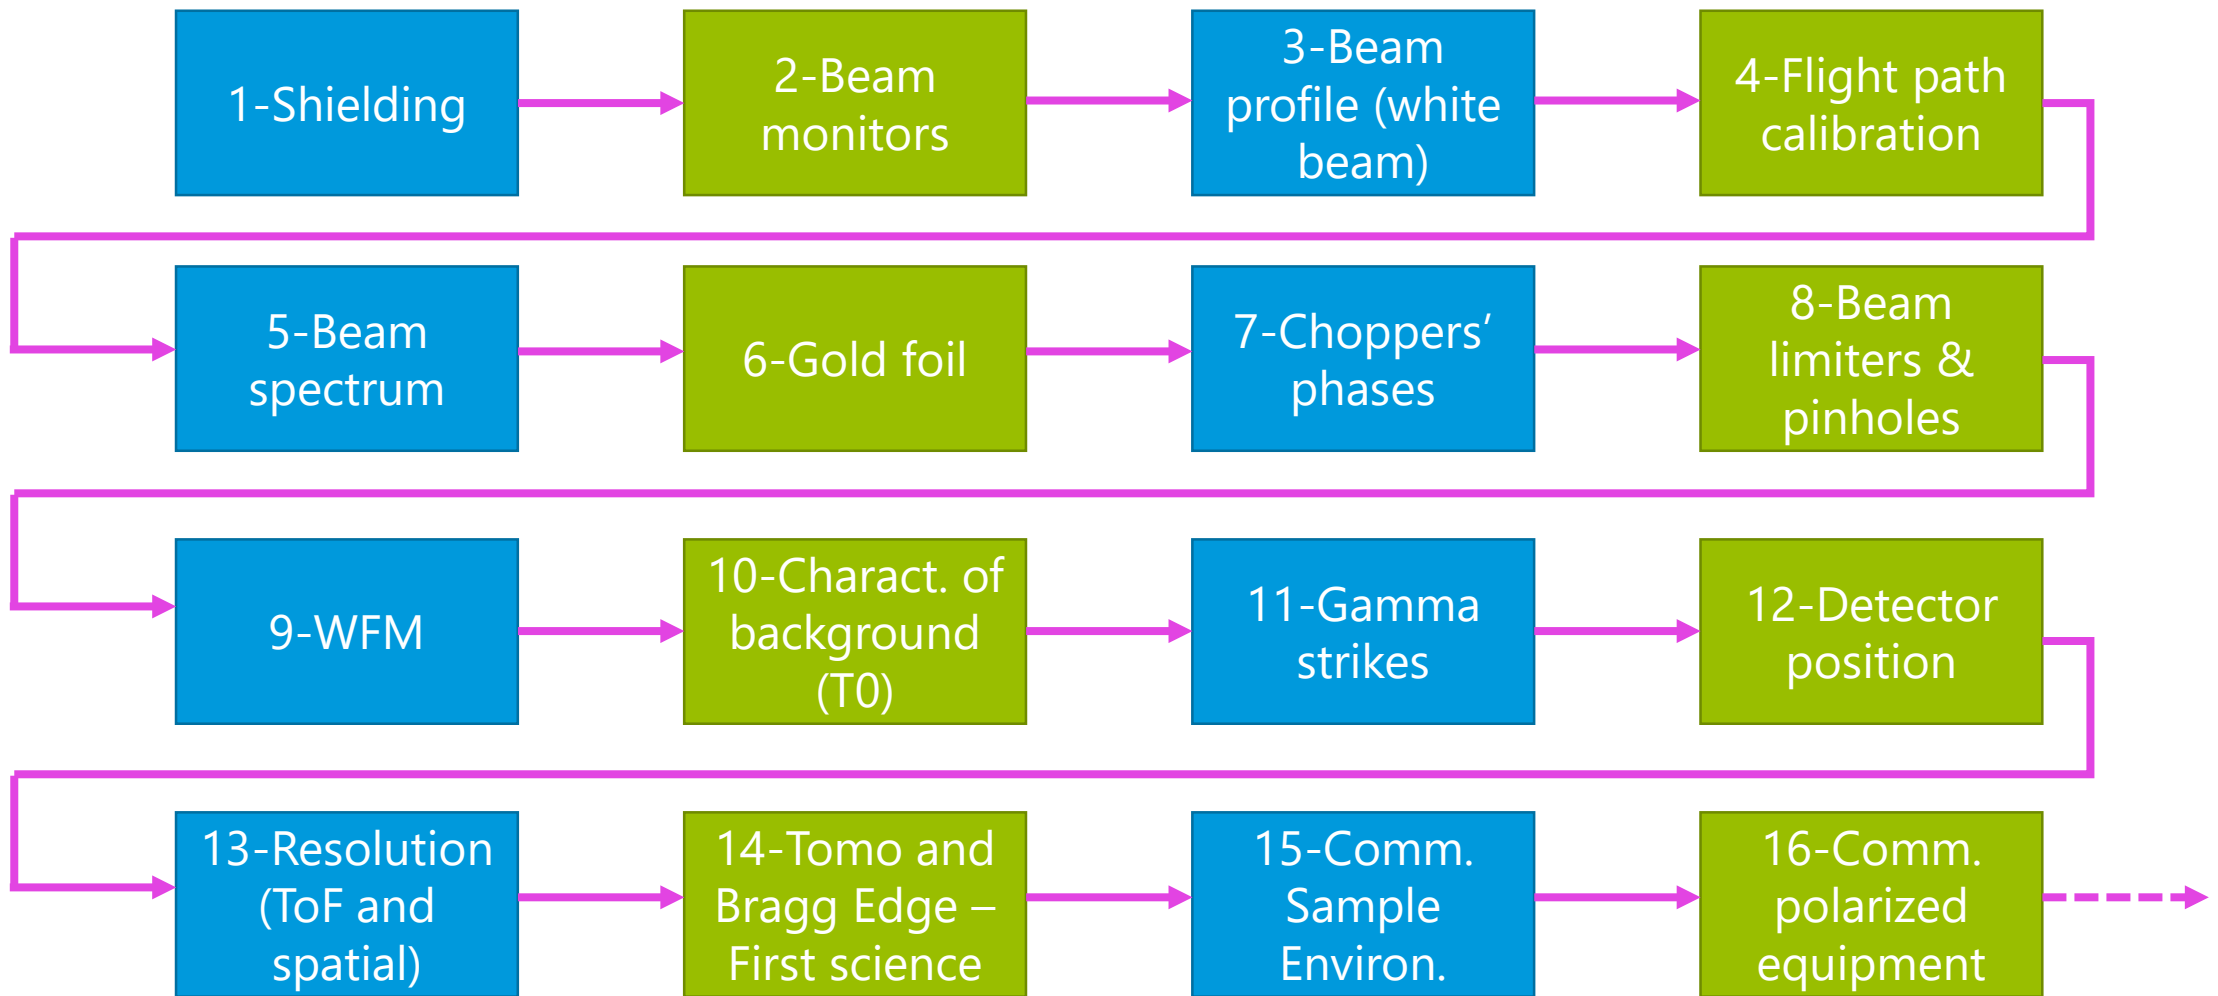 1-Shielding
2-Beam
monitors
3-Beam
profile (white
beam)
4-Flight path
calibration
5-Beam
spectrum
6-Gold foil
7-Choppers’
phases
8-Beam
limiters &
pinholes
9-WFM
10-Charact. of
background
(T0)
11-Gamma
strikes
12-Detector
position
13-Resolution
(ToF and
spatial)
14-Tomo and
Bragg Edge –
First science
15-Comm.
Sample
Environ.
16-Comm.
polarized
equipment